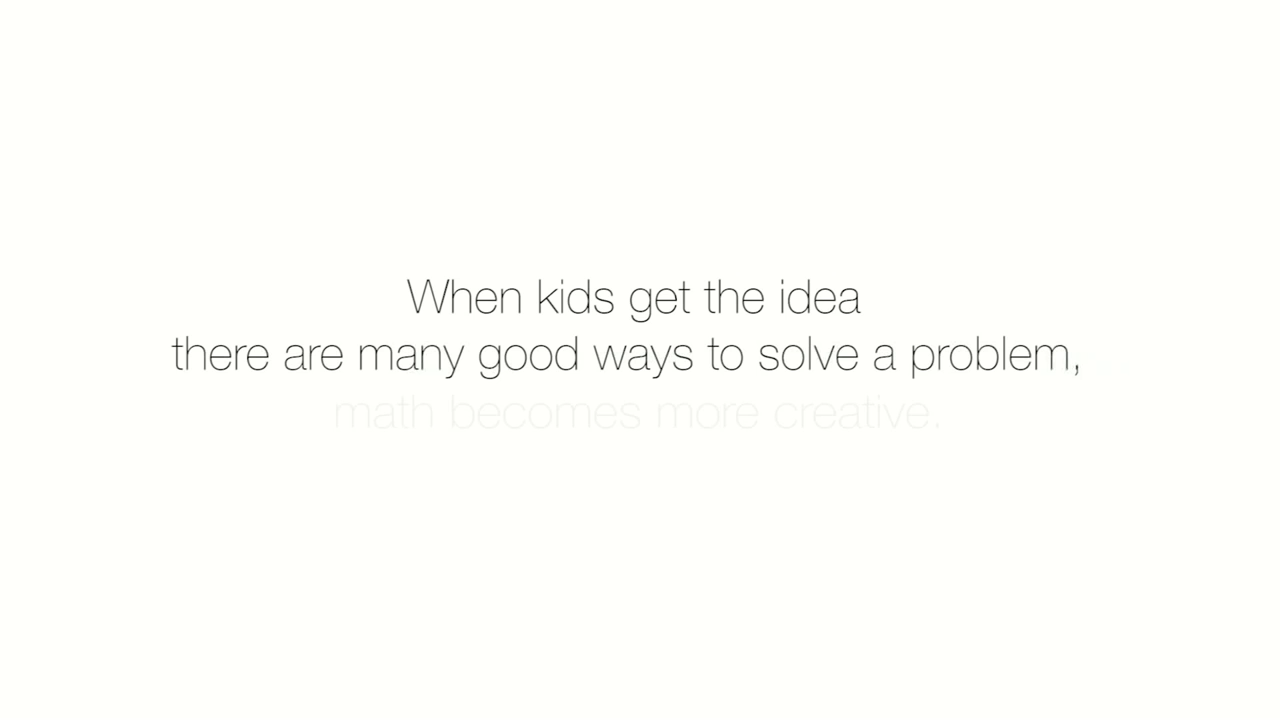 When kids get the idea
there are many good ways to solve a problem,
math becomes more creative.